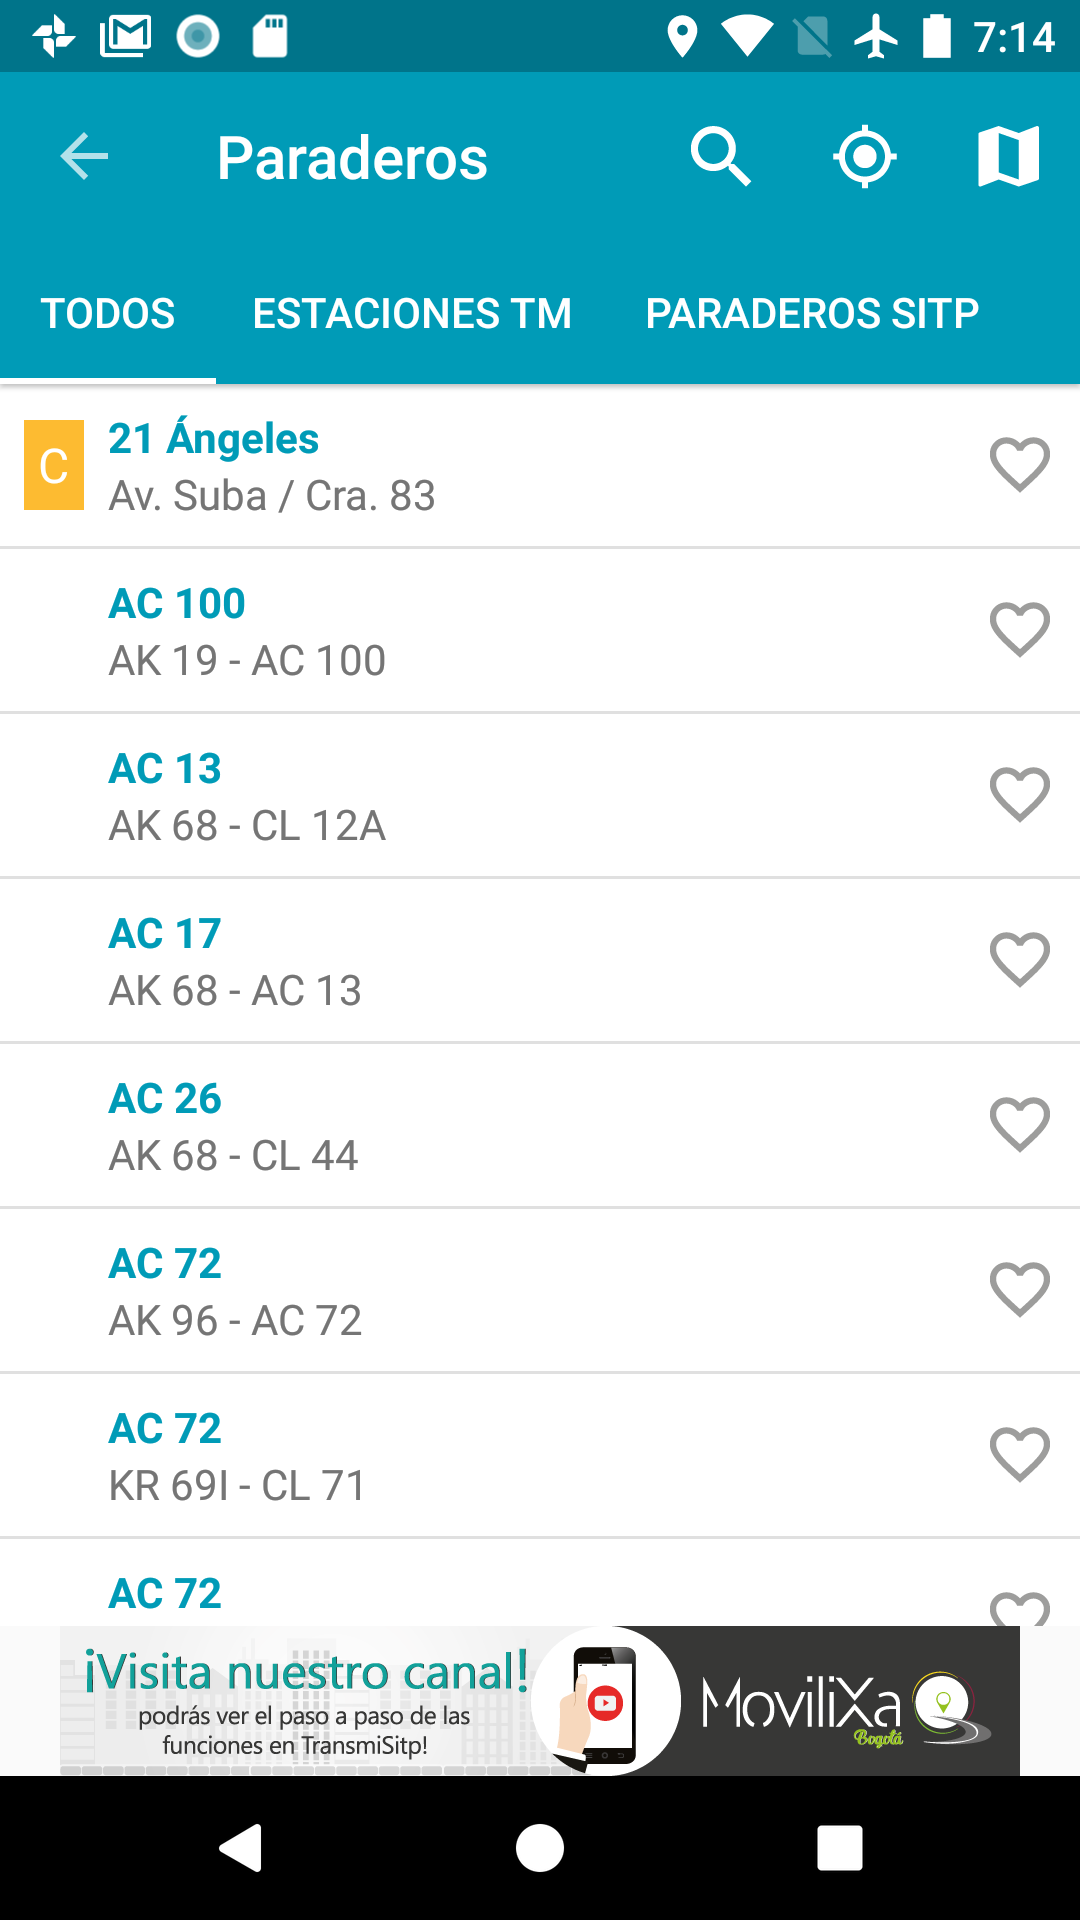 7:14
Paraderos
TODOS
ESTACIONES TM
PARADEROS SITP
C
21 Ángeles
Av. Suba / Cra. 83
AC 100
AK 19 - AC 100
AC 13
AK 68 - CL 12A
AC 17
AK 68 - AC 13
AC 26
AK 68 - CL 44
AC 72
AK 96 - AC 72
AC 72
KR 69I - CL 71
AC 72
¡Visita nuestro canal!
podrás ver el paso a paso de las
funciones en TransmiSitp!
MoviliXa
Bogotá